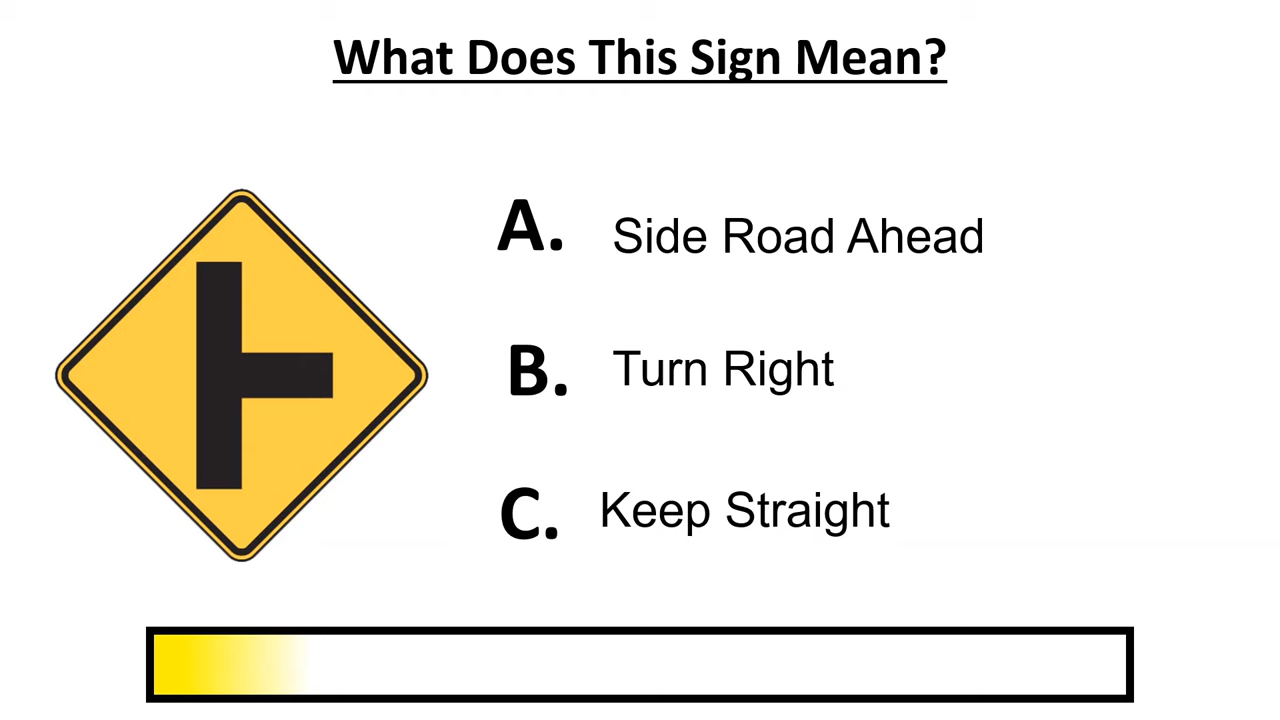 What Does This Sign Mean?
A. Side Road Ahead
B. Turn Right
C. Keep Straight